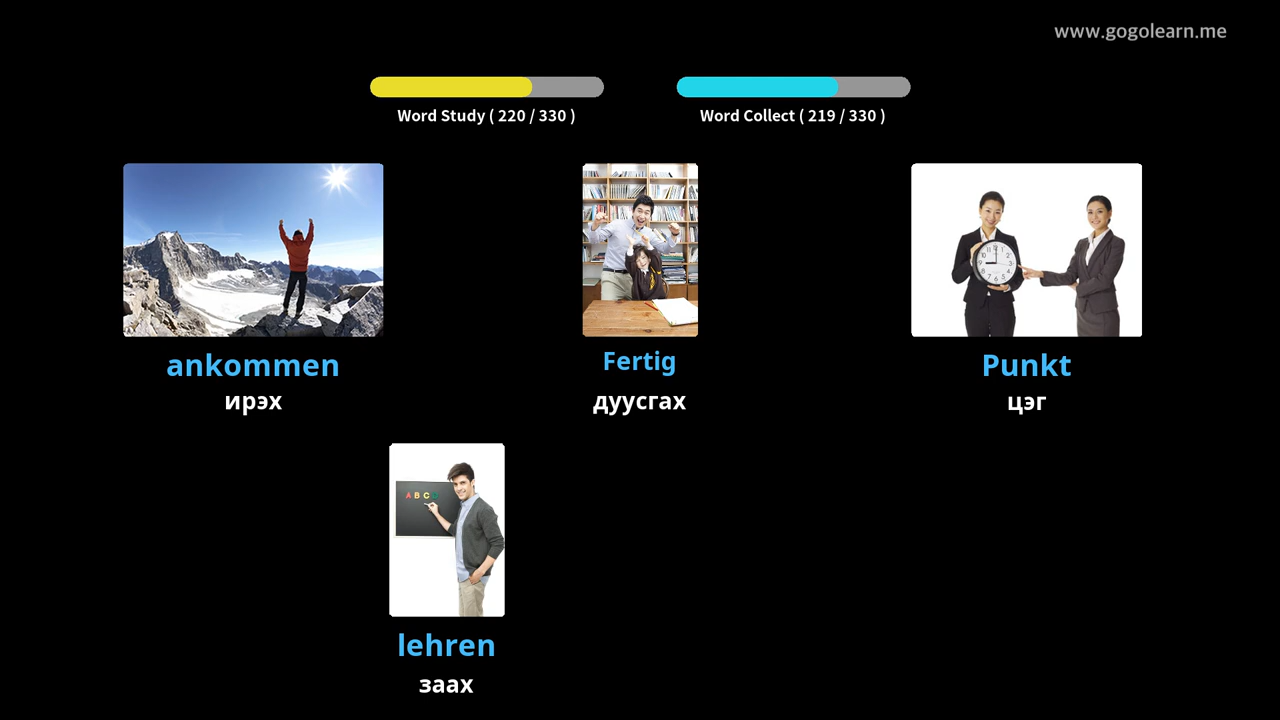 www.gogolearn.me
Word Study ( 220 / 330 )
Word Collect ( 219 / 330 )
ankommen
ирэх
Fertig
дуусгах
Punkt
цэг
A B C D
lehren
заах